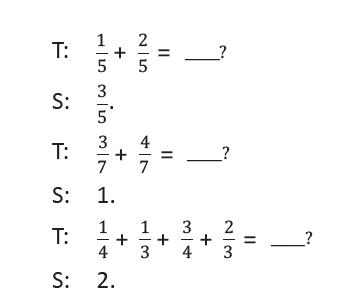 T: 1/5 + 2/5 = ___?
S: 3/5.
T: 3/7 + 4/7 = ___?
S: 1.
T: 1/4 + 1/3 + 3/4 + 2/3 = ___?
S: 2.